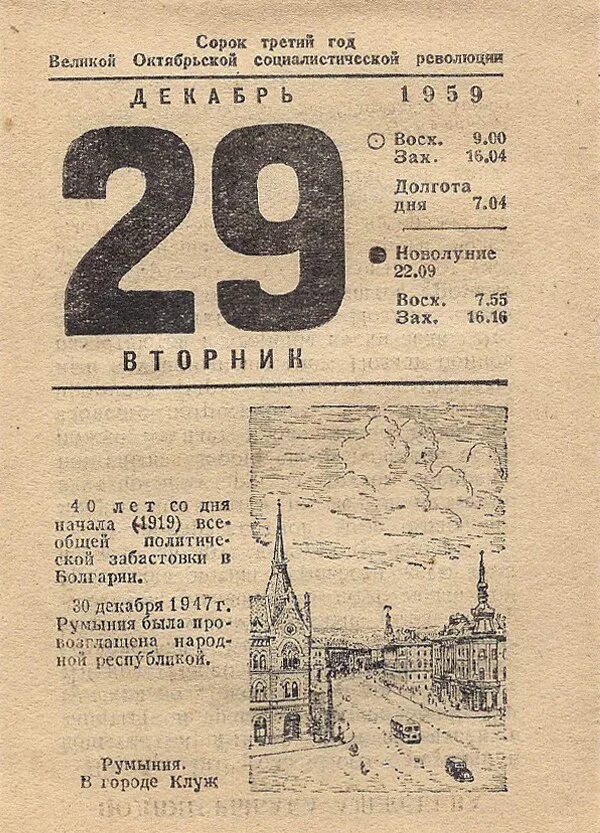 Сорок третий год
Великой Октябрьской социалистической революции
ДЕКАБРЬ 1959
29
Восх. 9.00
Зах. 16.04
Долгота
дня 7.04
Новолуние
22.09
Восх. 7.55
Зах. 16.16
ВТОРНИК
40 лет со дня
начала (1919) все-
общей политиче-
ской забастовки в
Болгарии.
30 декабря 1947 г.
Румыния была про-
возглашена народ-
ной республикой.
Румыния.
В городе Клуж